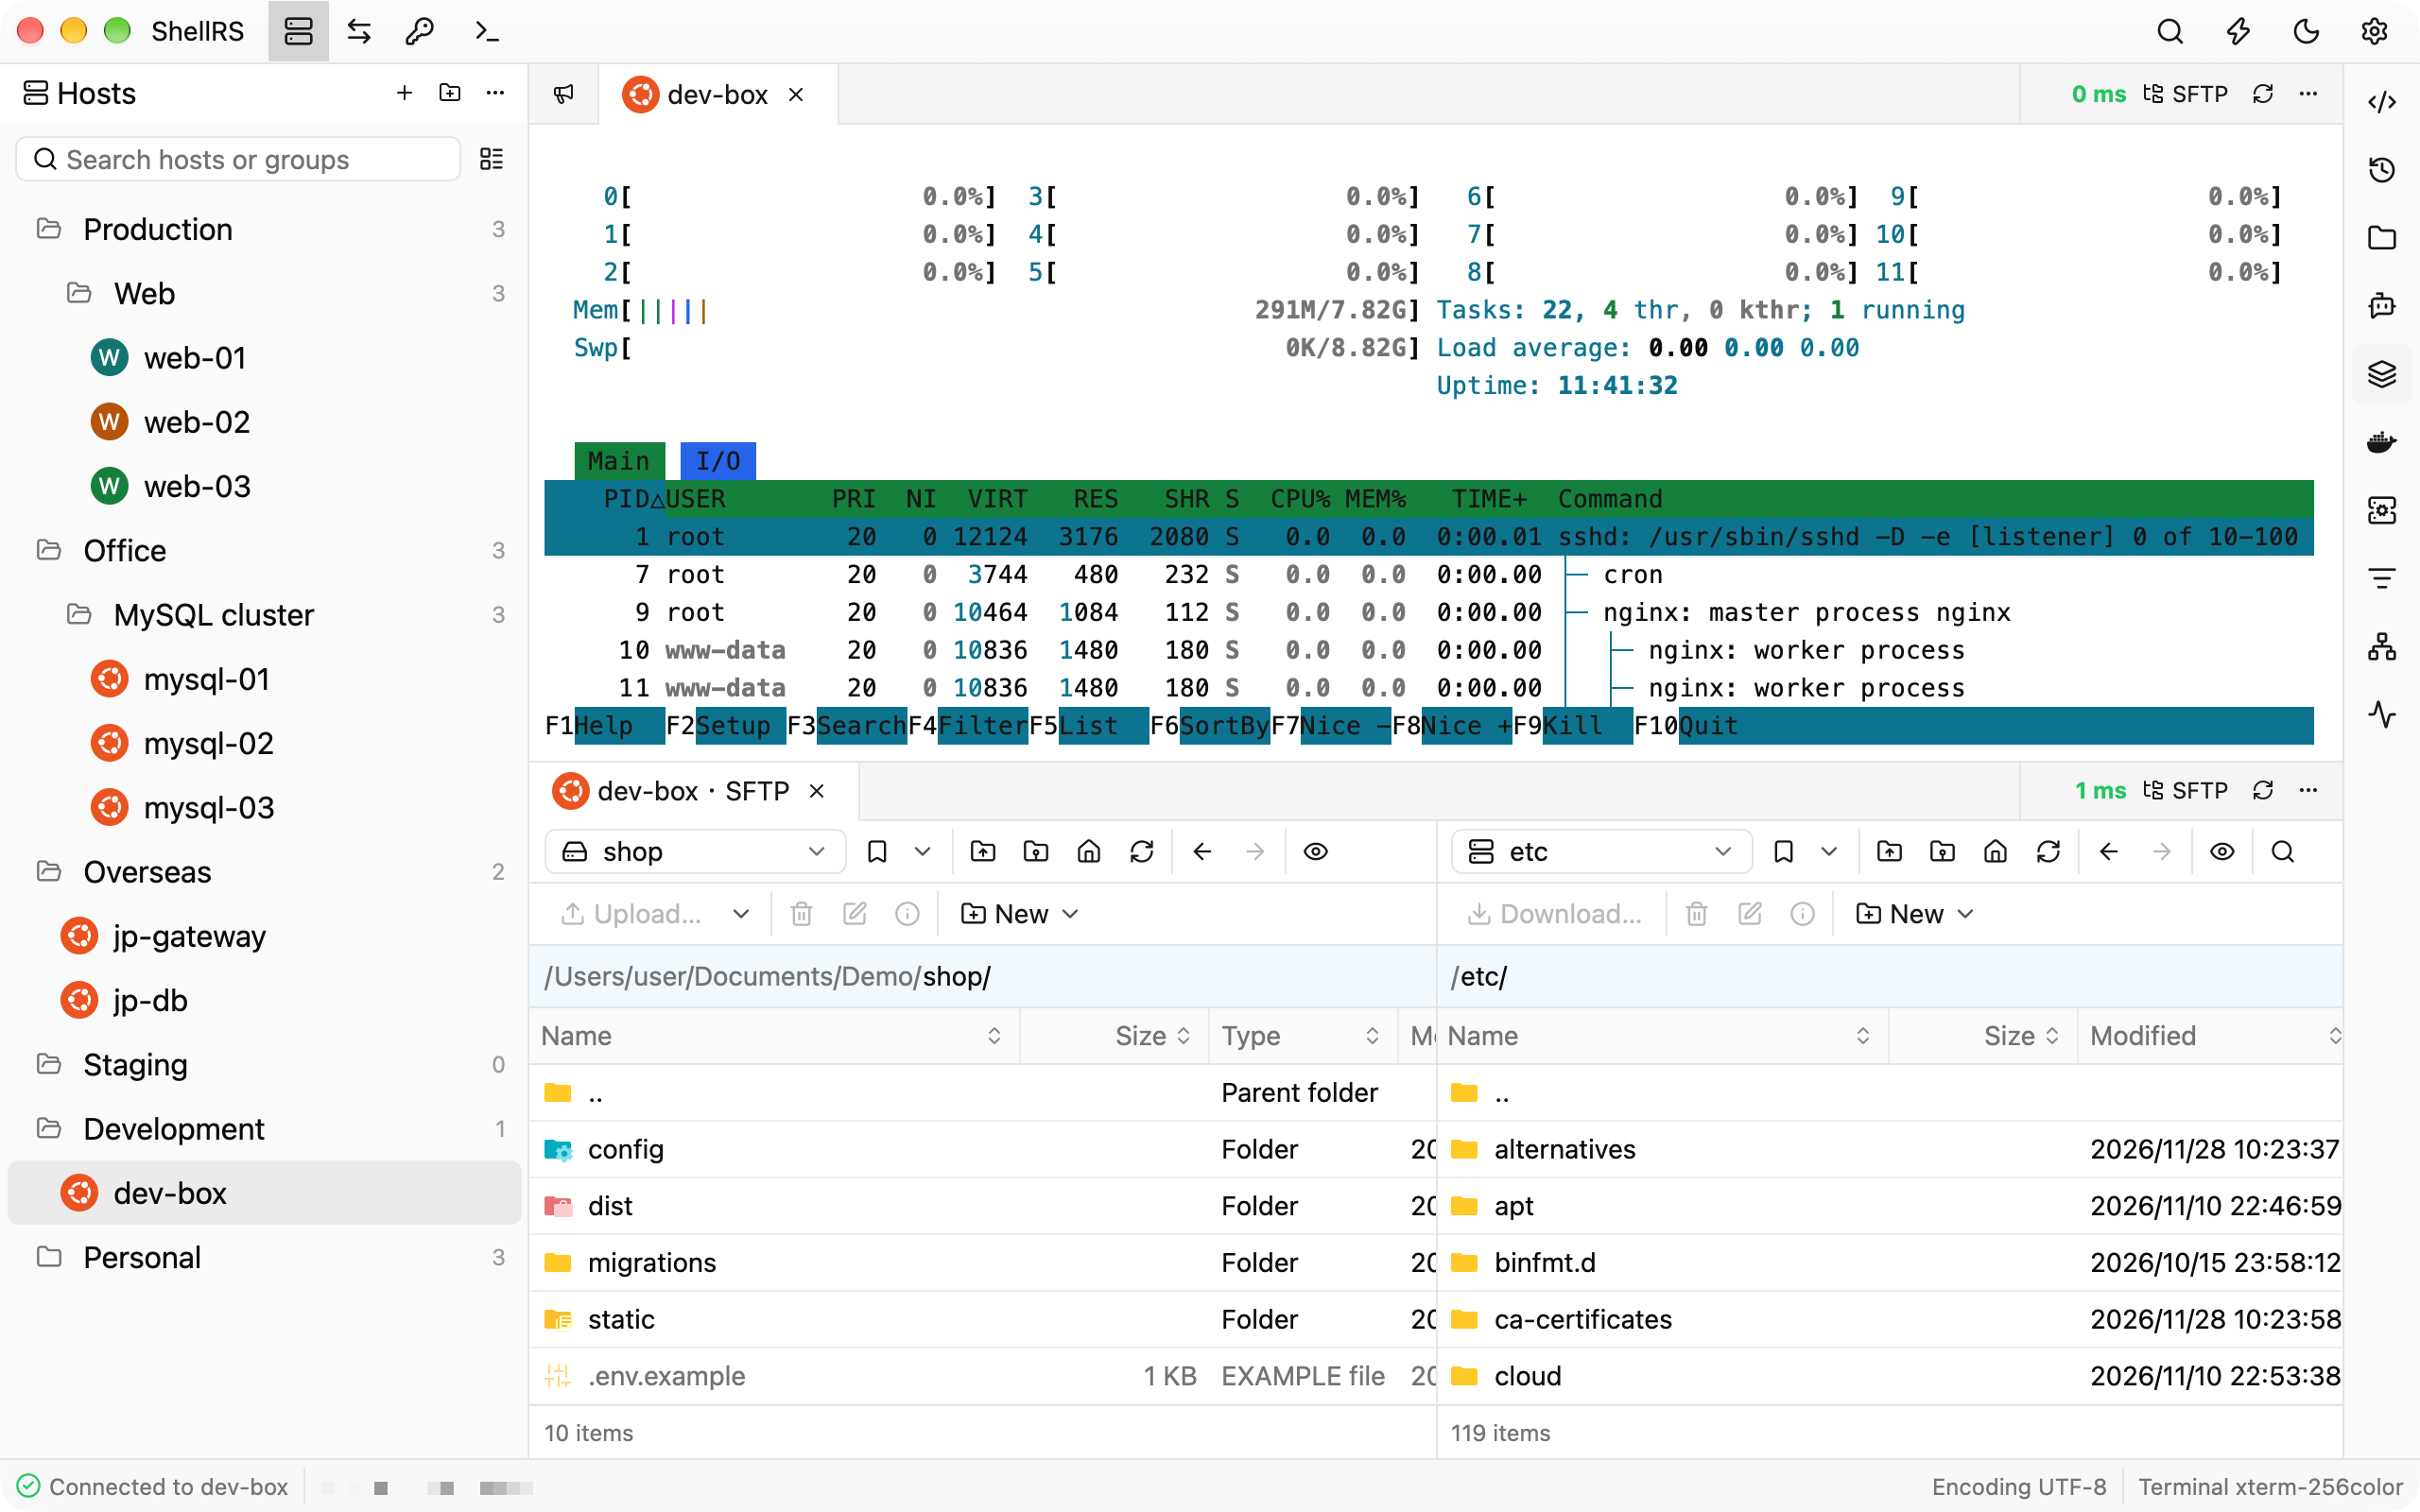 ShellRS
Hosts
Search hosts or groups
Production 3
Web 3
W web-01
W web-02
W web-03
Office 3
MySQL cluster 3
mysql-01
mysql-02
mysql-03
Overseas 2
jp-gateway
jp-db
Staging 0
Development 1
dev-box
Personal 3
dev-box
0 ms SFTP
0[ 0.0%] 3[ 0.0%] 6[ 0.0%] 9[ 0.0%]
1[ 0.0%] 4[ 0.0%] 7[ 0.0%] 10[ 0.0%]
2[ 0.0%] 5[ 0.0%] 8[ 0.0%] 11[ 0.0%]
Mem[||||| 291M/7.82G] Tasks: 22, 4 thr, 0 kthr; 1 running
Swp[ 0K/8.82G] Load average: 0.00 0.00 0.00
Uptime: 11:41:32
Main I/O
PID△USER PRI NI VIRT RES SHR S CPU% MEM% TIME+ Command
1 root 20 0 12124 3176 2080 S 0.0 0.0 0:00.01 sshd: /usr/sbin/sshd -D -e [listener] 0 of 10-100
7 root 20 0 3744 480 232 S 0.0 0.0 0:00.00 cron
9 root 20 0 10464 1084 112 S 0.0 0.0 0:00.00 nginx: master process nginx
10 www-data 20 0 10836 1480 180 S 0.0 0.0 0:00.00 nginx: worker process
11 www-data 20 0 10836 1480 180 S 0.0 0.0 0:00.00 nginx: worker process
F1Help F2Setup F3SearchF4FilterF5List F6SortByF7Nice -F8Nice +F9Kill F10Quit
dev-box · SFTP
1 ms SFTP
shop
Upload... New
/Users/user/Documents/Demo/shop/
Name Size Type Mo
.. Parent folder
config Folder 20
dist Folder 20
migrations Folder 20
static Folder 20
.env.example 1 KB EXAMPLE file 20
10 items
etc
Download... New
/etc/
Name Size Modified
..
alternatives 2026/11/28 10:23:37
apt 2026/11/10 22:46:59
binfmt.d 2026/10/15 23:58:12
ca-certificates 2026/11/28 10:23:58
cloud 2026/11/10 22:53:38
119 items
Connected to dev-box
Encoding UTF-8 Terminal xterm-256color